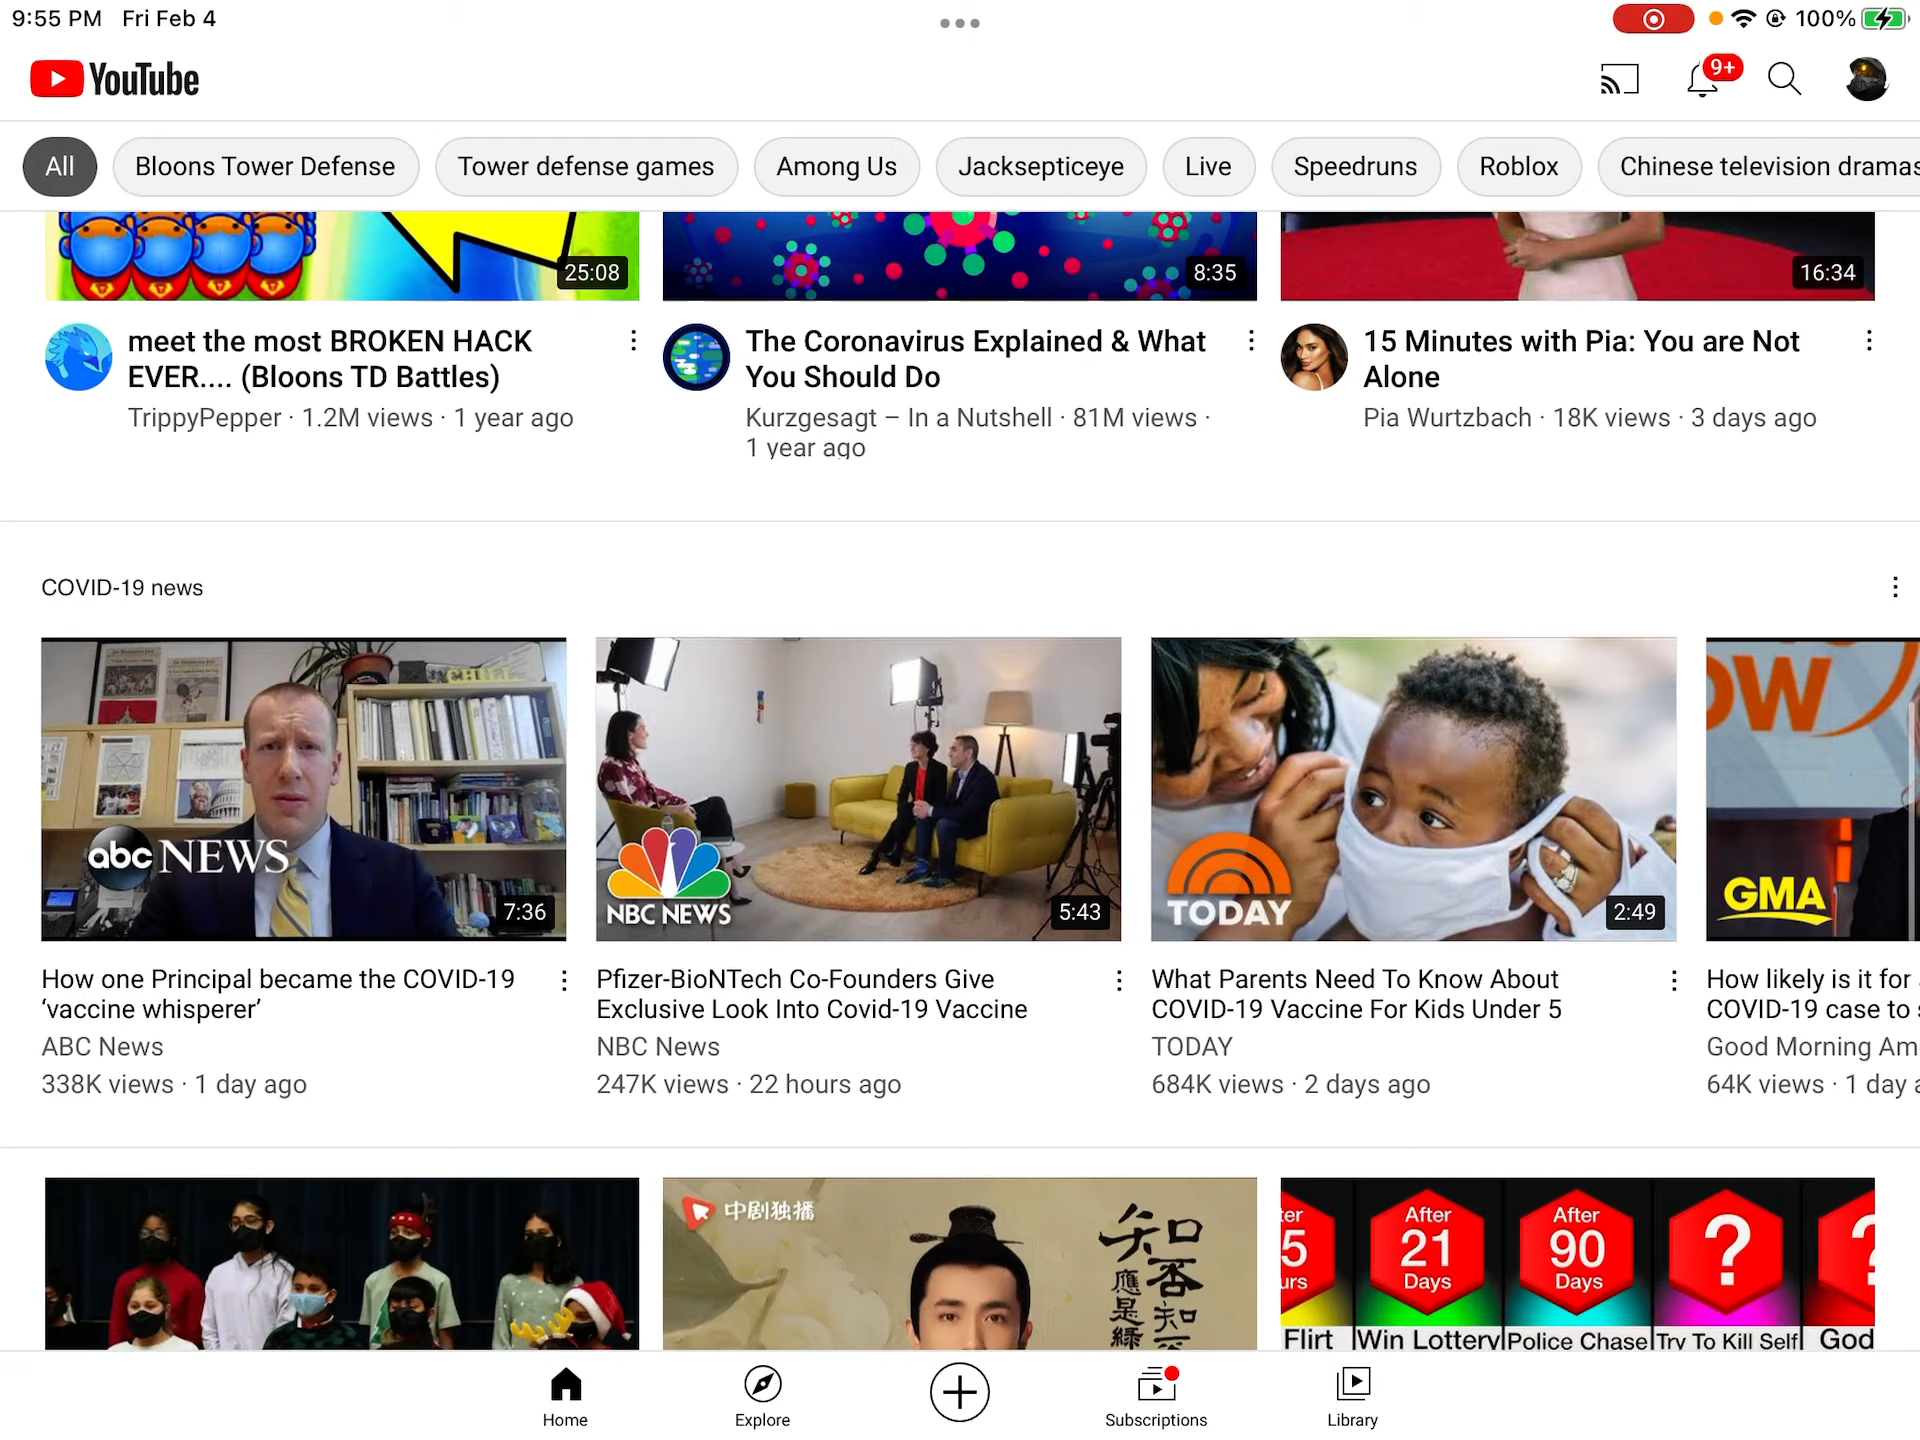 9:55 PM Fri Feb 4
100%
YouTube
9+
All
Bloons Tower Defense
Tower defense games
Among Us
Jacksepticeye
Live
Speedruns
Roblox
Chinese television dramas
25:08
8:35
16:34
meet the most BROKEN HACK
EVER.... (Bloons TD Battles)
TrippyPepper · 1.2M views · 1 year ago
The Coronavirus Explained & What
You Should Do
Kurzgesagt – In a Nutshell · 81M views ·
1 year ago
15 Minutes with Pia: You are Not
Alone
Pia Wurtzbach · 18K views · 3 days ago
COVID-19 news
abc NEWS
7:36
NBC NEWS
5:43
TODAY
2:49
OW
GMA
How one Principal became the COVID-19
‘vaccine whisperer’
ABC News
338K views · 1 day ago
Pfizer-BioNTech Co-Founders Give
Exclusive Look Into Covid-19 Vaccine
NBC News
247K views · 22 hours ago
What Parents Need To Know About
COVID-19 Vaccine For Kids Under 5
TODAY
684K views · 2 days ago
How likely is it for
COVID-19 case to
Good Morning Am
64K views · 1 day
中剧独播
知否知
應是綠
After
21
Days
After
90
Days
?
Flirt
Win Lottery
Police Chase
Try To Kill Self
God
Home
Explore
Subscriptions
Library